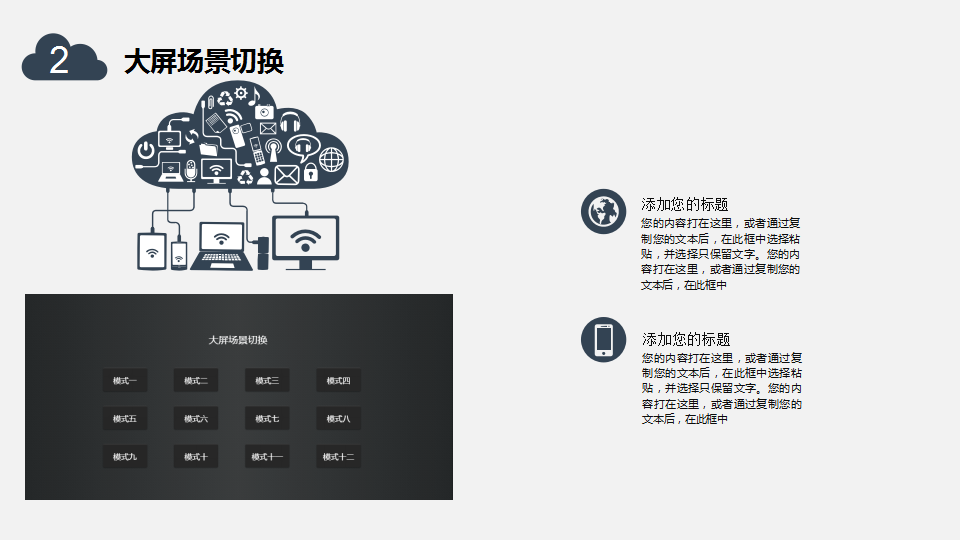 2
大屏场景切换
大屏场景切换
模式一 模式二 模式三 模式四
模式五 模式六 模式七 模式八
模式九 模式十 模式十一 模式十二
添加您的标题
您的内容打在这里，或者通过复
制您的文本后，在此框中选择粘
贴，并选择只保留文字。您的内
容打在这里，或者通过复制您的
文本后，在此框中
添加您的标题
您的内容打在这里，或者通过复
制您的文本后，在此框中选择粘
贴，并选择只保留文字。您的内
容打在这里，或者通过复制您的
文本后，在此框中